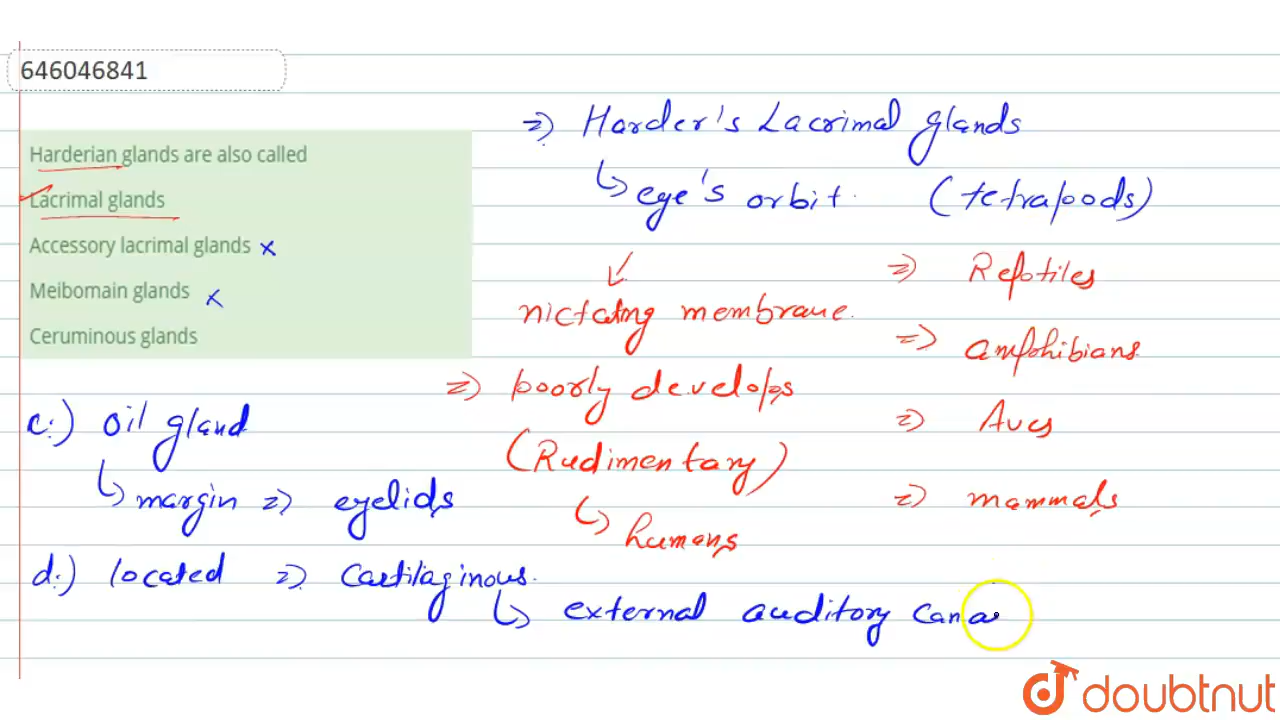 646046841
Harderian glands are also called
Lacrimal glands
Accessory lacrimal glands x
Meibomain glands x
Ceruminous glands
=> Harder's Lacrimal glands
↳ eye's orbit. (tetrapods)
nictating membrane.
=> poorly develops
(Rudimentary)
↳ humans
=> Reptiles
=> amphibians
=> Aves
=> mammals
c.) oil gland
↳ margin => eyelids
d.) located => Cartilaginous.
↳ external auditory cana
doubtnut